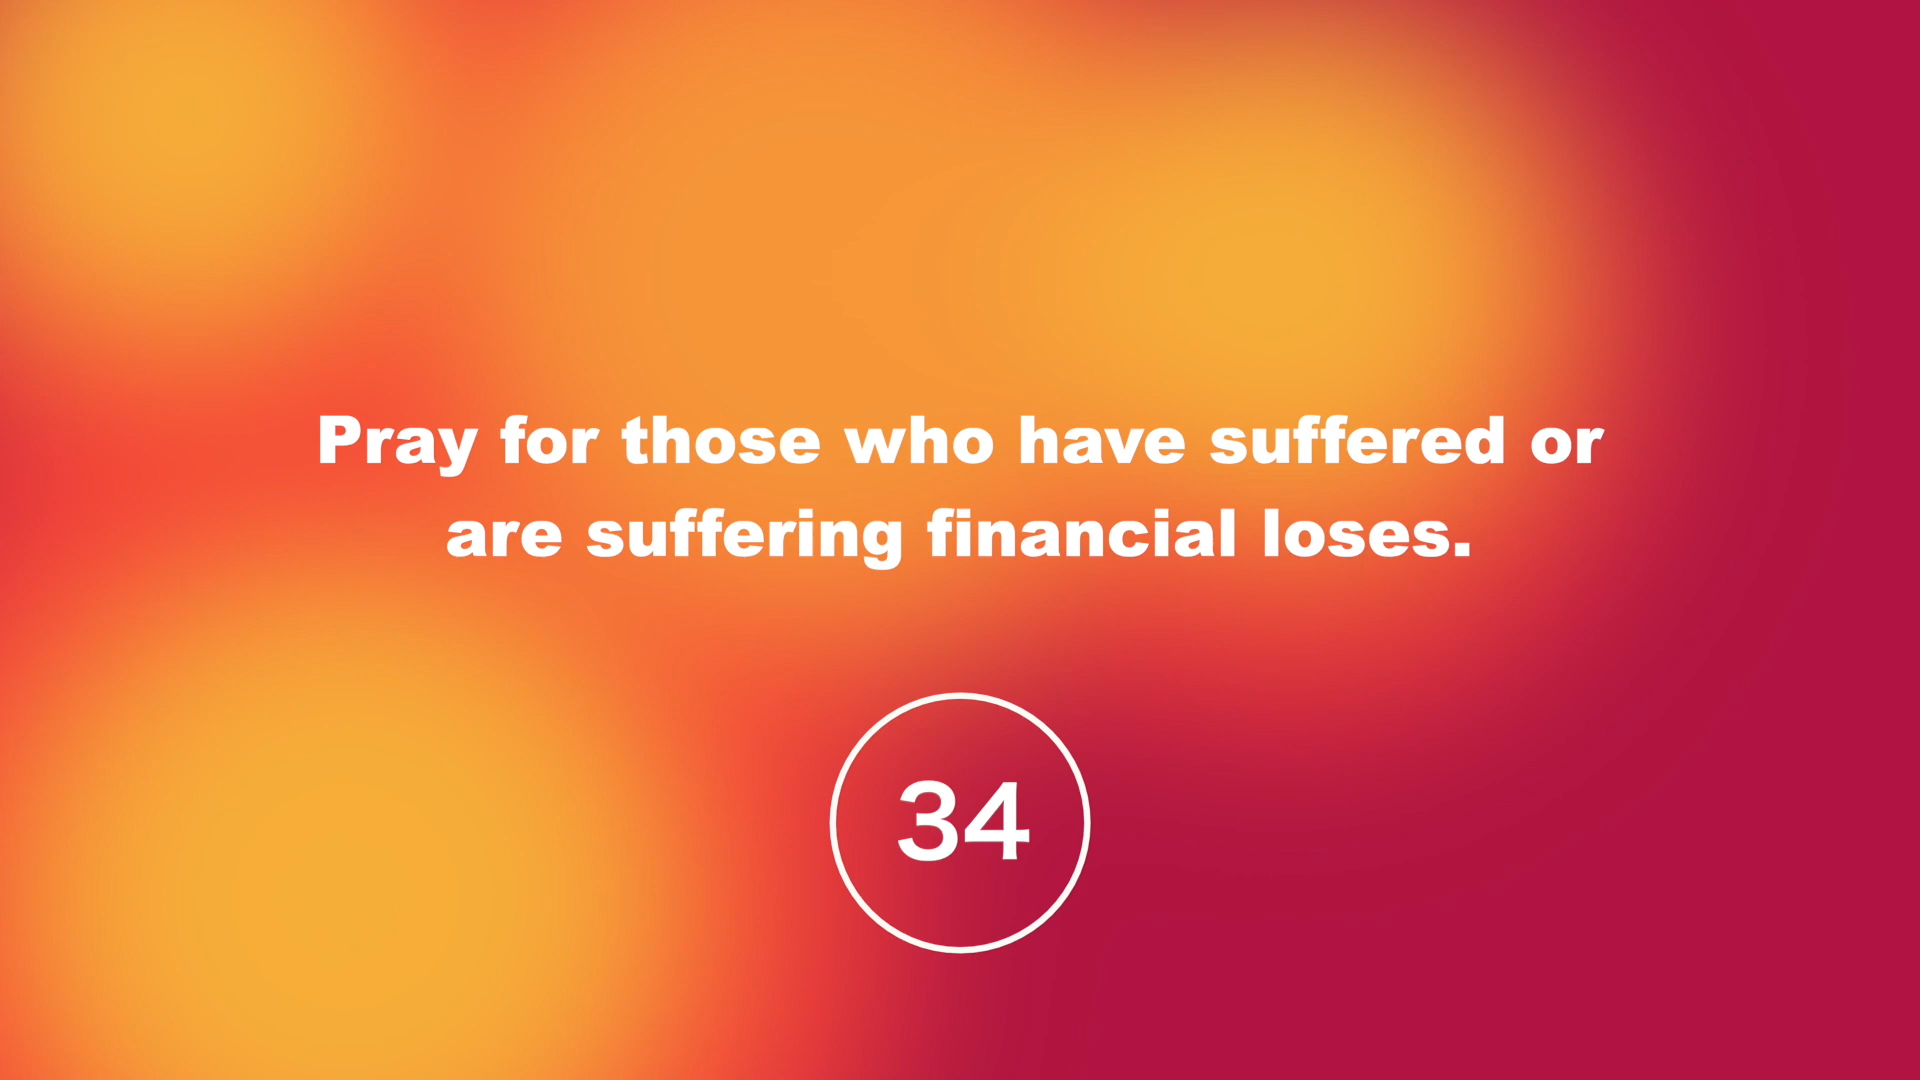 Pray for those who have suffered or
are suffering financial loses.
34